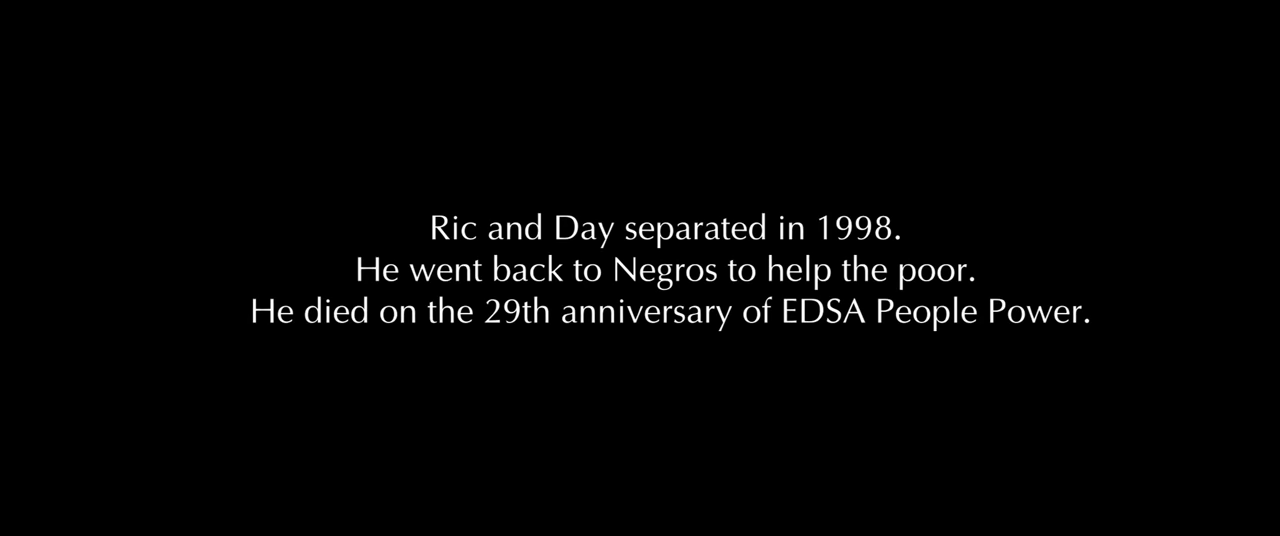 Ric and Day separated in 1998.
He went back to Negros to help the poor.
He died on the 29th anniversary of EDSA People Power.